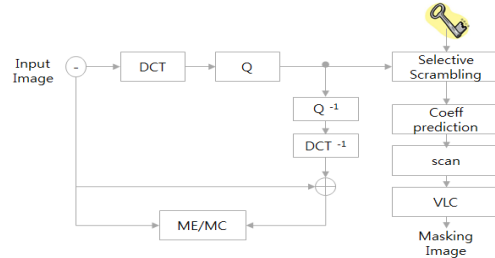 Input
Image
-
DCT
Q
Selective
Scrambling
Q -1
Coeff
prediction
DCT -1
scan
VLC
ME/MC
Masking
Image